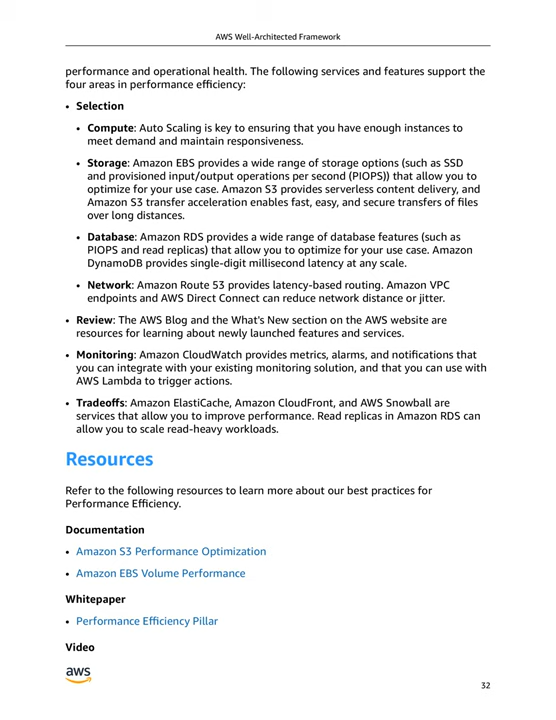 AWS Well-Architected Framework
performance and operational health. The following services and features support the
four areas in performance efficiency:
• Selection
• Compute: Auto Scaling is key to ensuring that you have enough instances to
meet demand and maintain responsiveness.
• Storage: Amazon EBS provides a wide range of storage options (such as SSD
and provisioned input/output operations per second (PIOPS)) that allow you to
optimize for your use case. Amazon S3 provides serverless content delivery, and
Amazon S3 transfer acceleration enables fast, easy, and secure transfers of files
over long distances.
• Database: Amazon RDS provides a wide range of database features (such as
PIOPS and read replicas) that allow you to optimize for your use case. Amazon
DynamoDB provides single-digit millisecond latency at any scale.
• Network: Amazon Route 53 provides latency-based routing. Amazon VPC
endpoints and AWS Direct Connect can reduce network distance or jitter.
• Review: The AWS Blog and the What's New section on the AWS website are
resources for learning about newly launched features and services.
• Monitoring: Amazon CloudWatch provides metrics, alarms, and notifications that
you can integrate with your existing monitoring solution, and that you can use with
AWS Lambda to trigger actions.
• Tradeoffs: Amazon ElastiCache, Amazon CloudFront, and AWS Snowball are
services that allow you to improve performance. Read replicas in Amazon RDS can
allow you to scale read-heavy workloads.
Resources
Refer to the following resources to learn more about our best practices for
Performance Efficiency.
Documentation
• Amazon S3 Performance Optimization
• Amazon EBS Volume Performance
Whitepaper
• Performance Efficiency Pillar
Video
aws
32